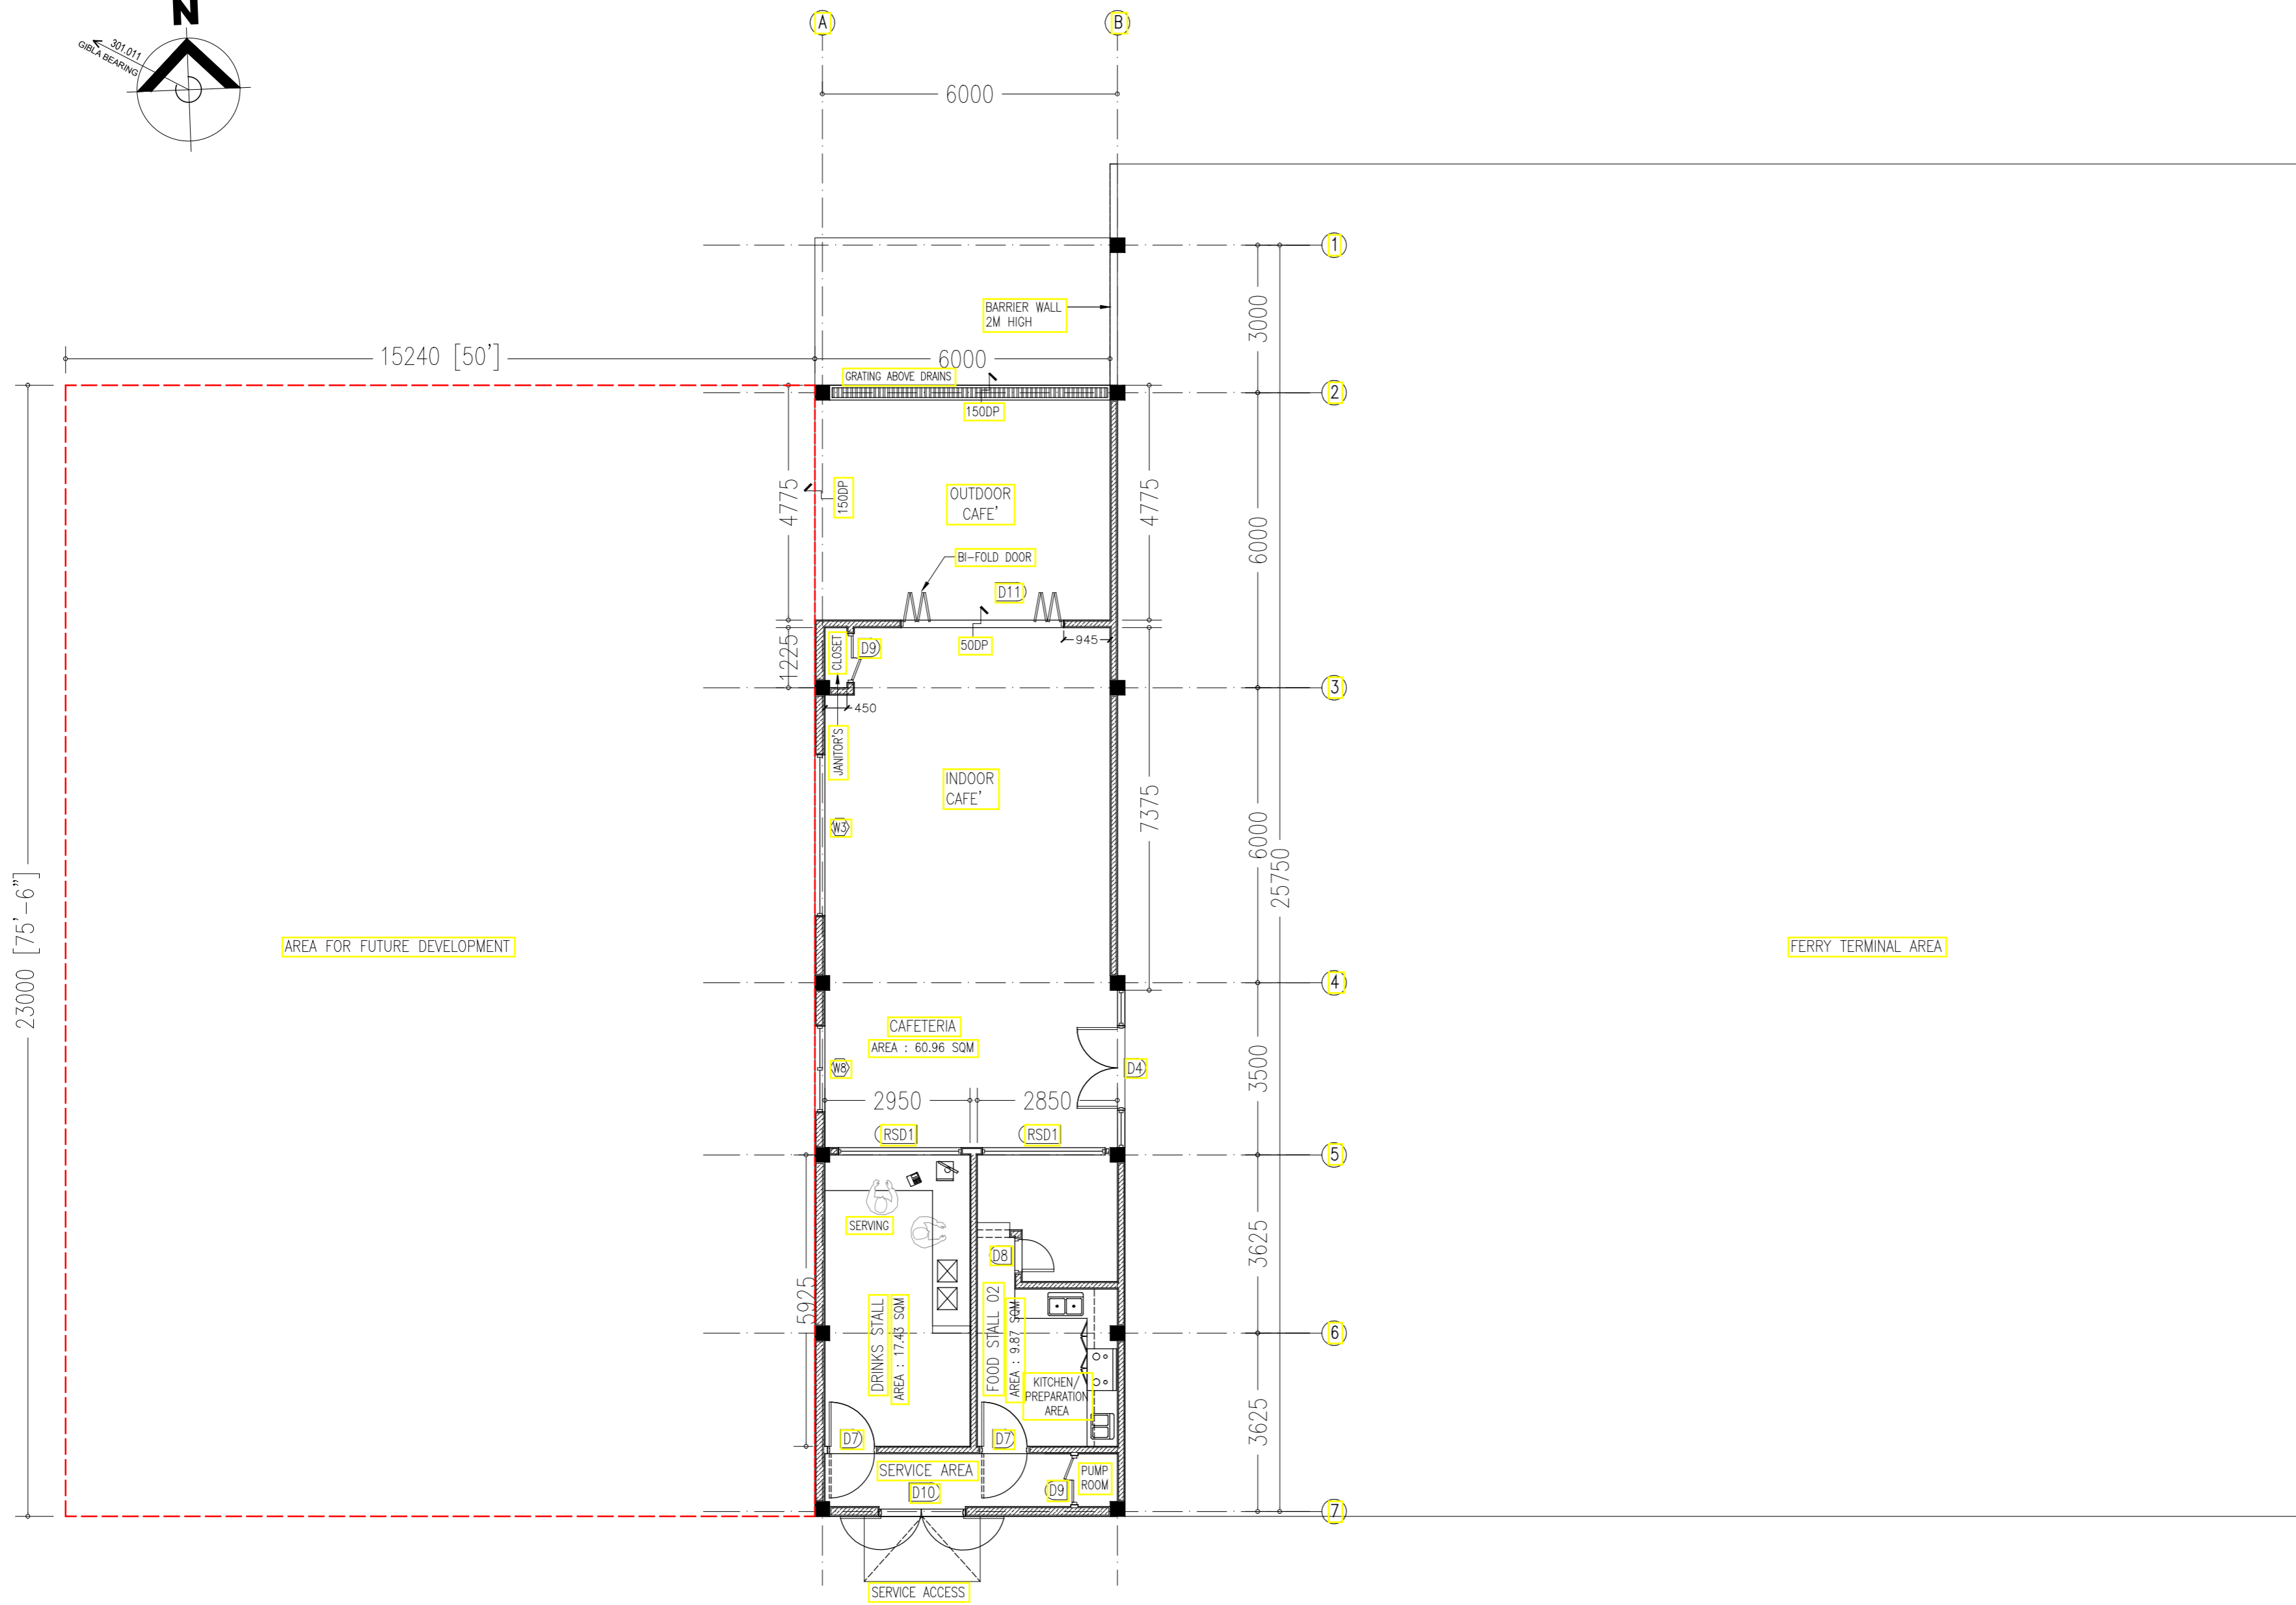 N
301.011
GIBLA BEARING
A
B
6000
1
BARRIER WALL
2M HIGH
3000
15240 [50']
6000
GRATING ABOVE DRAINS
2
150DP
4775
150DP
OUTDOOR
CAFE'
4775
6000
BI-FOLD DOOR
D11
1225
CLOSET
D9
50DP
945
3
450
JANITOR'S
INDOOR
CAFE'
7375
W3
6000
25750
23000 [75'-6"]
AREA FOR FUTURE DEVELOPMENT
FERRY TERMINAL AREA
4
CAFETERIA
AREA : 60.96 SQM
W8
D4
3500
2950
2850
RSD1
RSD1
5
SERVING
D8
3625
5925
DRINKS STALL
AREA : 17.43 SQM
FOOD STALL 02
AREA : 9.87 SQM
6
KITCHEN/
PREPARATION
AREA
3625
D7
D7
SERVICE AREA
PUMP
ROOM
D10
D9
7
SERVICE ACCESS